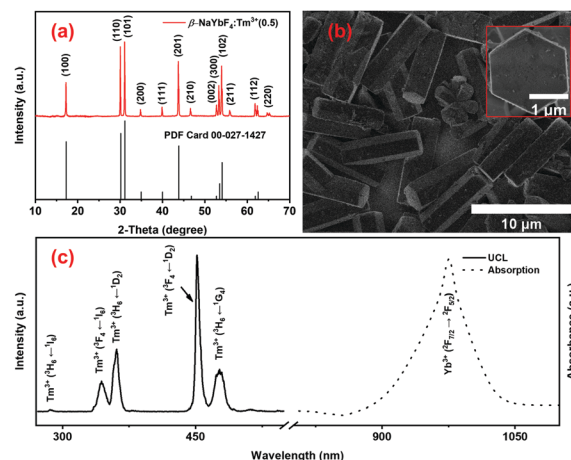 (a)
β-NaYbF₄:Tm³⁺(0.5)
(100)
(110)
(101)
(200)
(111)
(201)
(210)
(002)
(300)
(102)
(211)
(112)
(220)
PDF Card 00-027-1427
Intensity (a.u.)
10 20 30 40 50 60 70
2-Theta (degree)
(b)
1 μm
10 μm
(c)
UCL
Absorption
Tm³⁺ (³H₆ ←¹I₆)
Tm³⁺ (³F₄ ←¹I₆)
Tm³⁺ (³H₆ ←¹D₂)
Tm³⁺ (³F₄ ←¹D₂)
Tm³⁺ (³H₆ ←¹G₄)
Yb³⁺ (²F₇/₂ → ²F₅/₂)
Intensity (a.u.)
300 450 900 1050
Wavelength (nm)